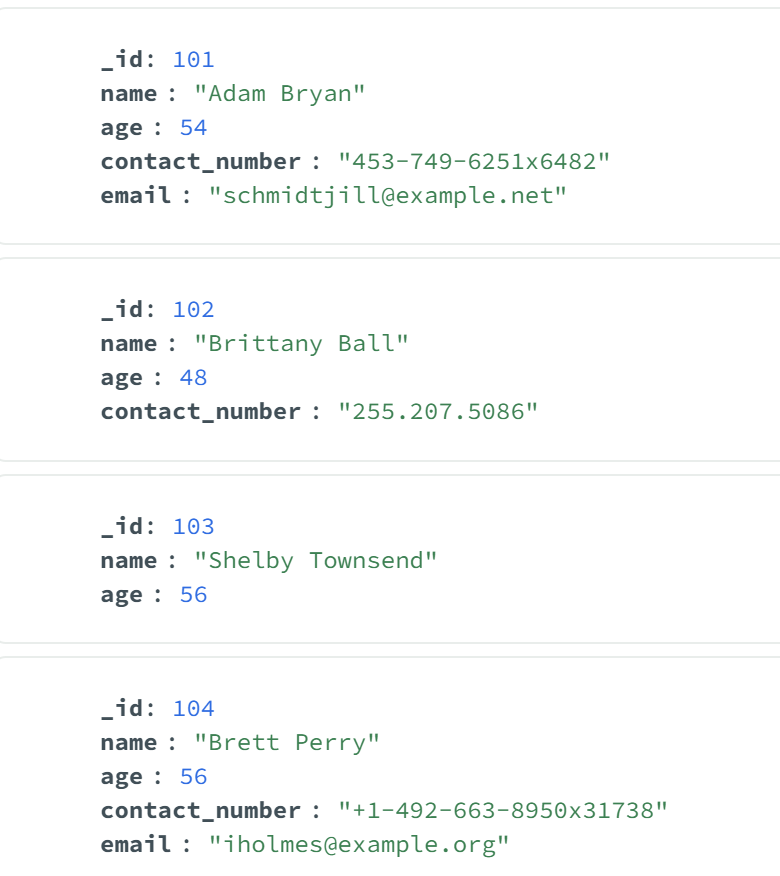 _id: 101
name : "Adam Bryan"
age : 54
contact_number : "453-749-6251x6482"
email : "schmidtjill@example.net"
_id: 102
name : "Brittany Ball"
age : 48
contact_number : "255.207.5086"
_id: 103
name : "Shelby Townsend"
age : 56
_id: 104
name : "Brett Perry"
age : 56
contact_number : "+1-492-663-8950x31738"
email : "iholmes@example.org"